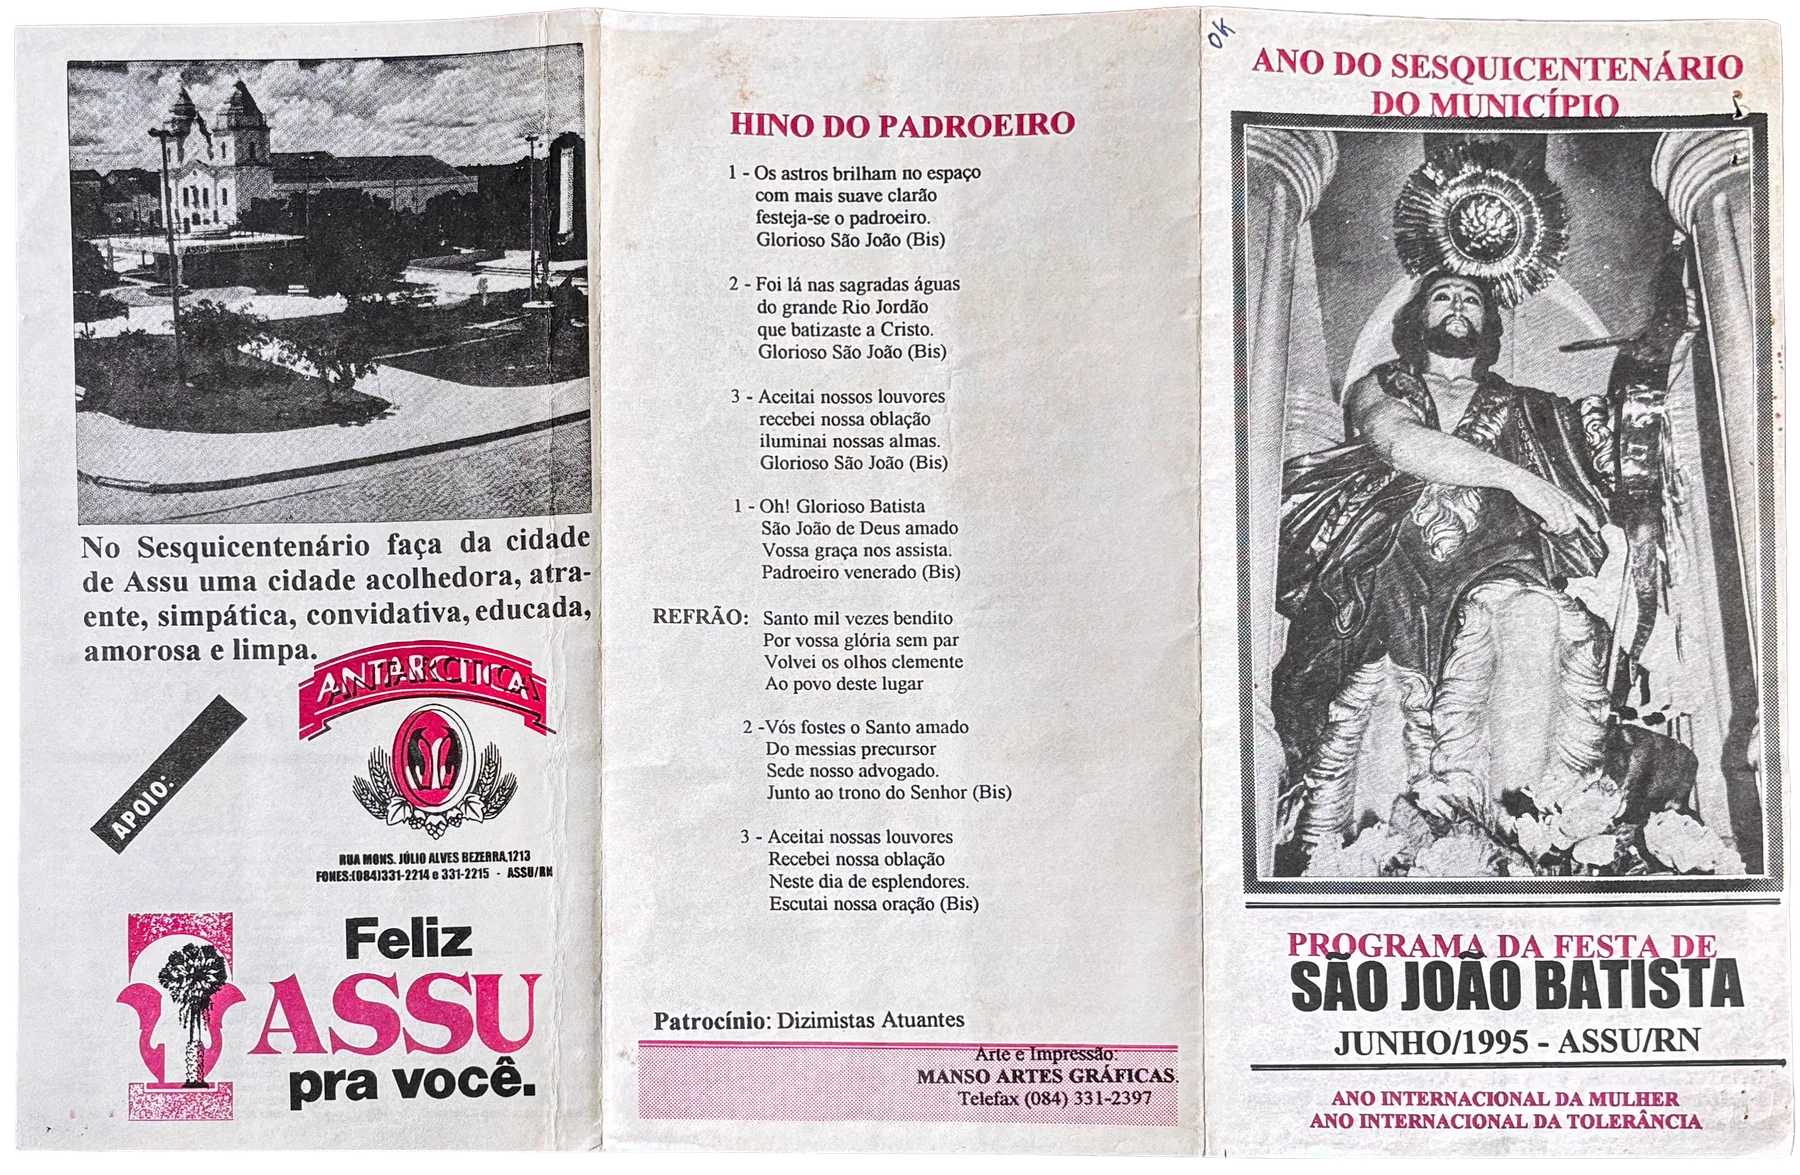 No Sesquicentenário faça da cidade
de Assu uma cidade acolhedora, atra-
ente, simpática, convidativa, educada,
amorosa e limpa.
ANTARCTICA
APOIO:
RUA MONS. JÚLIO ALVES BEZERRA,1213
FONES:(084)331-2214 e 331-2215 - ASSU/RN
Feliz
ASSU
pra você.
HINO DO PADROEIRO
1 - Os astros brilham no espaço
com mais suave clarão
festeja-se o padroeiro.
Glorioso São João (Bis)
2 - Foi lá nas sagradas águas
do grande Rio Jordão
que batizaste a Cristo.
Glorioso São João (Bis)
3 - Aceitai nossos louvores
recebei nossa oblação
iluminai nossas almas.
Glorioso São João (Bis)
1 - Oh! Glorioso Batista
São João de Deus amado
Vossa graça nos assista.
Padroeiro venerado (Bis)
REFRÃO: Santo mil vezes bendito
Por vossa glória sem par
Volvei os olhos clemente
Ao povo deste lugar
2 -Vós fostes o Santo amado
Do messias precursor
Sede nosso advogado.
Junto ao trono do Senhor (Bis)
3 - Aceitai nossas louvores
Recebei nossa oblação
Neste dia de esplendores.
Escutai nossa oração (Bis)
Patrocínio: Dizimistas Atuantes
Arte e Impressão:
MANSO ARTES GRÁFICAS.
Telefax (084) 331-2397
OK
ANO DO SESQUICENTENÁRIO
DO MUNICÍPIO
PROGRAMA DA FESTA DE
SÃO JOÃO BATISTA
JUNHO/1995 - ASSU/RN
ANO INTERNACIONAL DA MULHER
ANO INTERNACIONAL DA TOLERÂNCIA